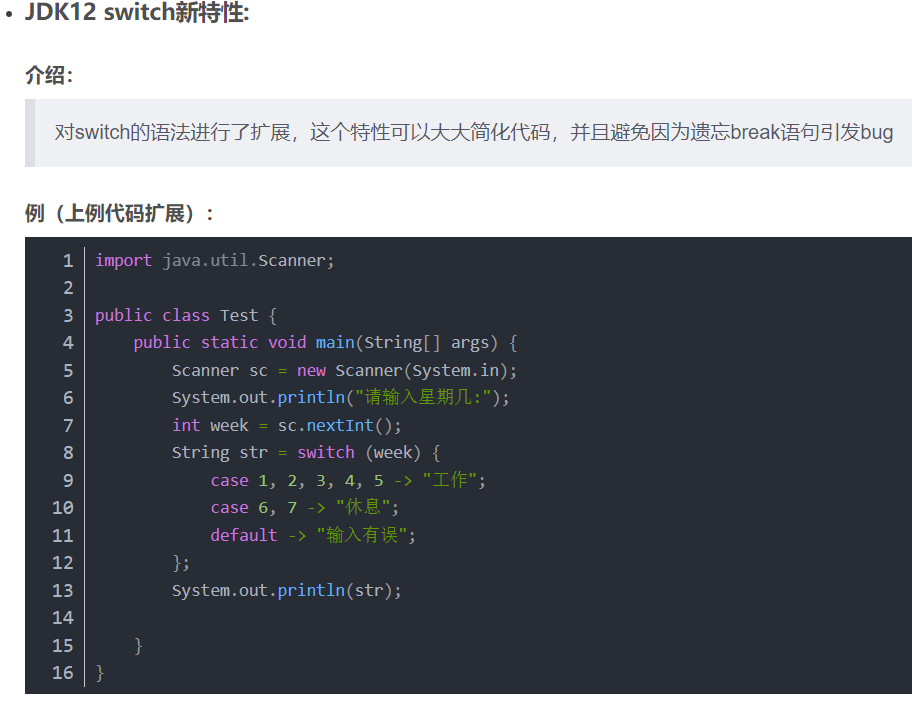 • JDK12 switch新特性:
介绍：
对switch的语法进行了扩展，这个特性可以大大简化代码，并且避免因为遗忘break语句引发bug
例（上例代码扩展）：
1 import java.util.Scanner;
2
3 public class Test {
4     public static void main(String[] args) {
5         Scanner sc = new Scanner(System.in);
6         System.out.println("请输入星期几:");
7         int week = sc.nextInt();
8         String str = switch (week) {
9             case 1, 2, 3, 4, 5 -> "工作";
10             case 6, 7 -> "休息";
11             default -> "输入有误";
12         };
13         System.out.println(str);
14
15     }
16 }